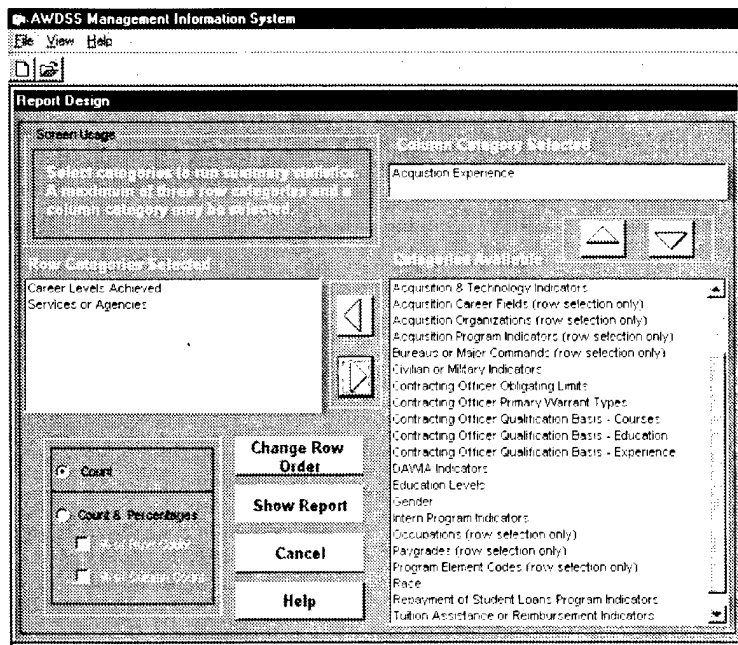 AWDSS Management Information System
File View Help
Report Design
Screen Usage
Select categories to run summary statistics.
A maximum of three row categories and a
column category may be selected.
Column Category Selected
Acquistion Experience
Row Categories Selected
Career Levels Achieved
Services or Agencies
Categories Available
Acquisition & Technology Indicators
Acquisition Career Fields (row selection only)
Acquisition Organizations (row selection only)
Acquisition Program Indicators (row selection only)
Bureaus or Major Commands (row selection only)
Civilian or Military Indicators
Contracting Officer Obligating Limits
Contracting Officer Primary Warrant Types
Contracting Officer Qualification Basis - Courses
Contracting Officer Qualification Basis - Education
Contracting Officer Qualification Basis - Experience
DAWIA Indicators
Education Levels
Gender
Intern Program Indicators
Occupations (row selection only)
Paygrades (row selection only)
Program Element Codes (row selection only)
Race
Repayment of Student Loans Program Indicators
Tuition Assistance or Reimbursement Indicators
Count
Count & Percentages
Change Row
Order
Show Report
Cancel
Help